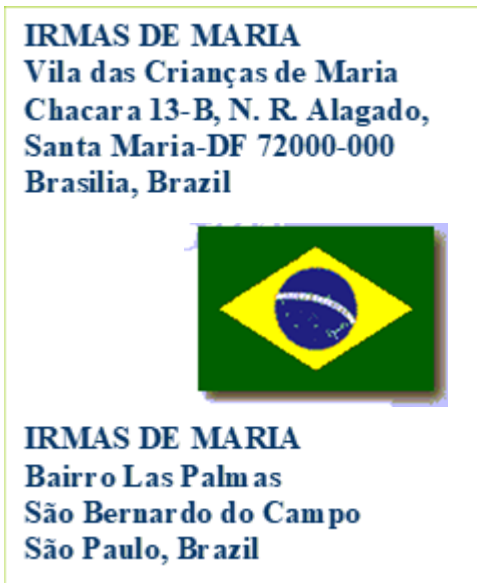 IRMAS DE MARIA
Vila das Crianças de Maria
Chacara 13-B, N. R. Alagado,
Santa Maria-DF 72000-000
Brasilia, Brazil
IRMAS DE MARIA
Bairro Las Palmas
São Bernardo do Campo
São Paulo, Brazil